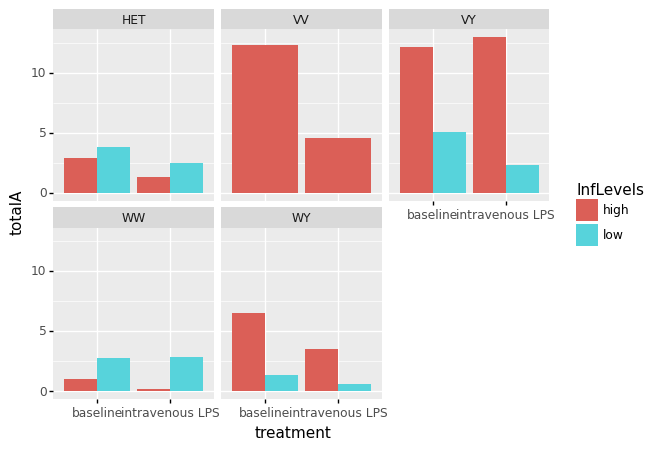 HET VV VY
10
5
0
baseline intravenous LPS
WW WY
10
5
0
baseline intravenous LPS baseline intravenous LPS
treatment
totalA
InfLevels
high
low